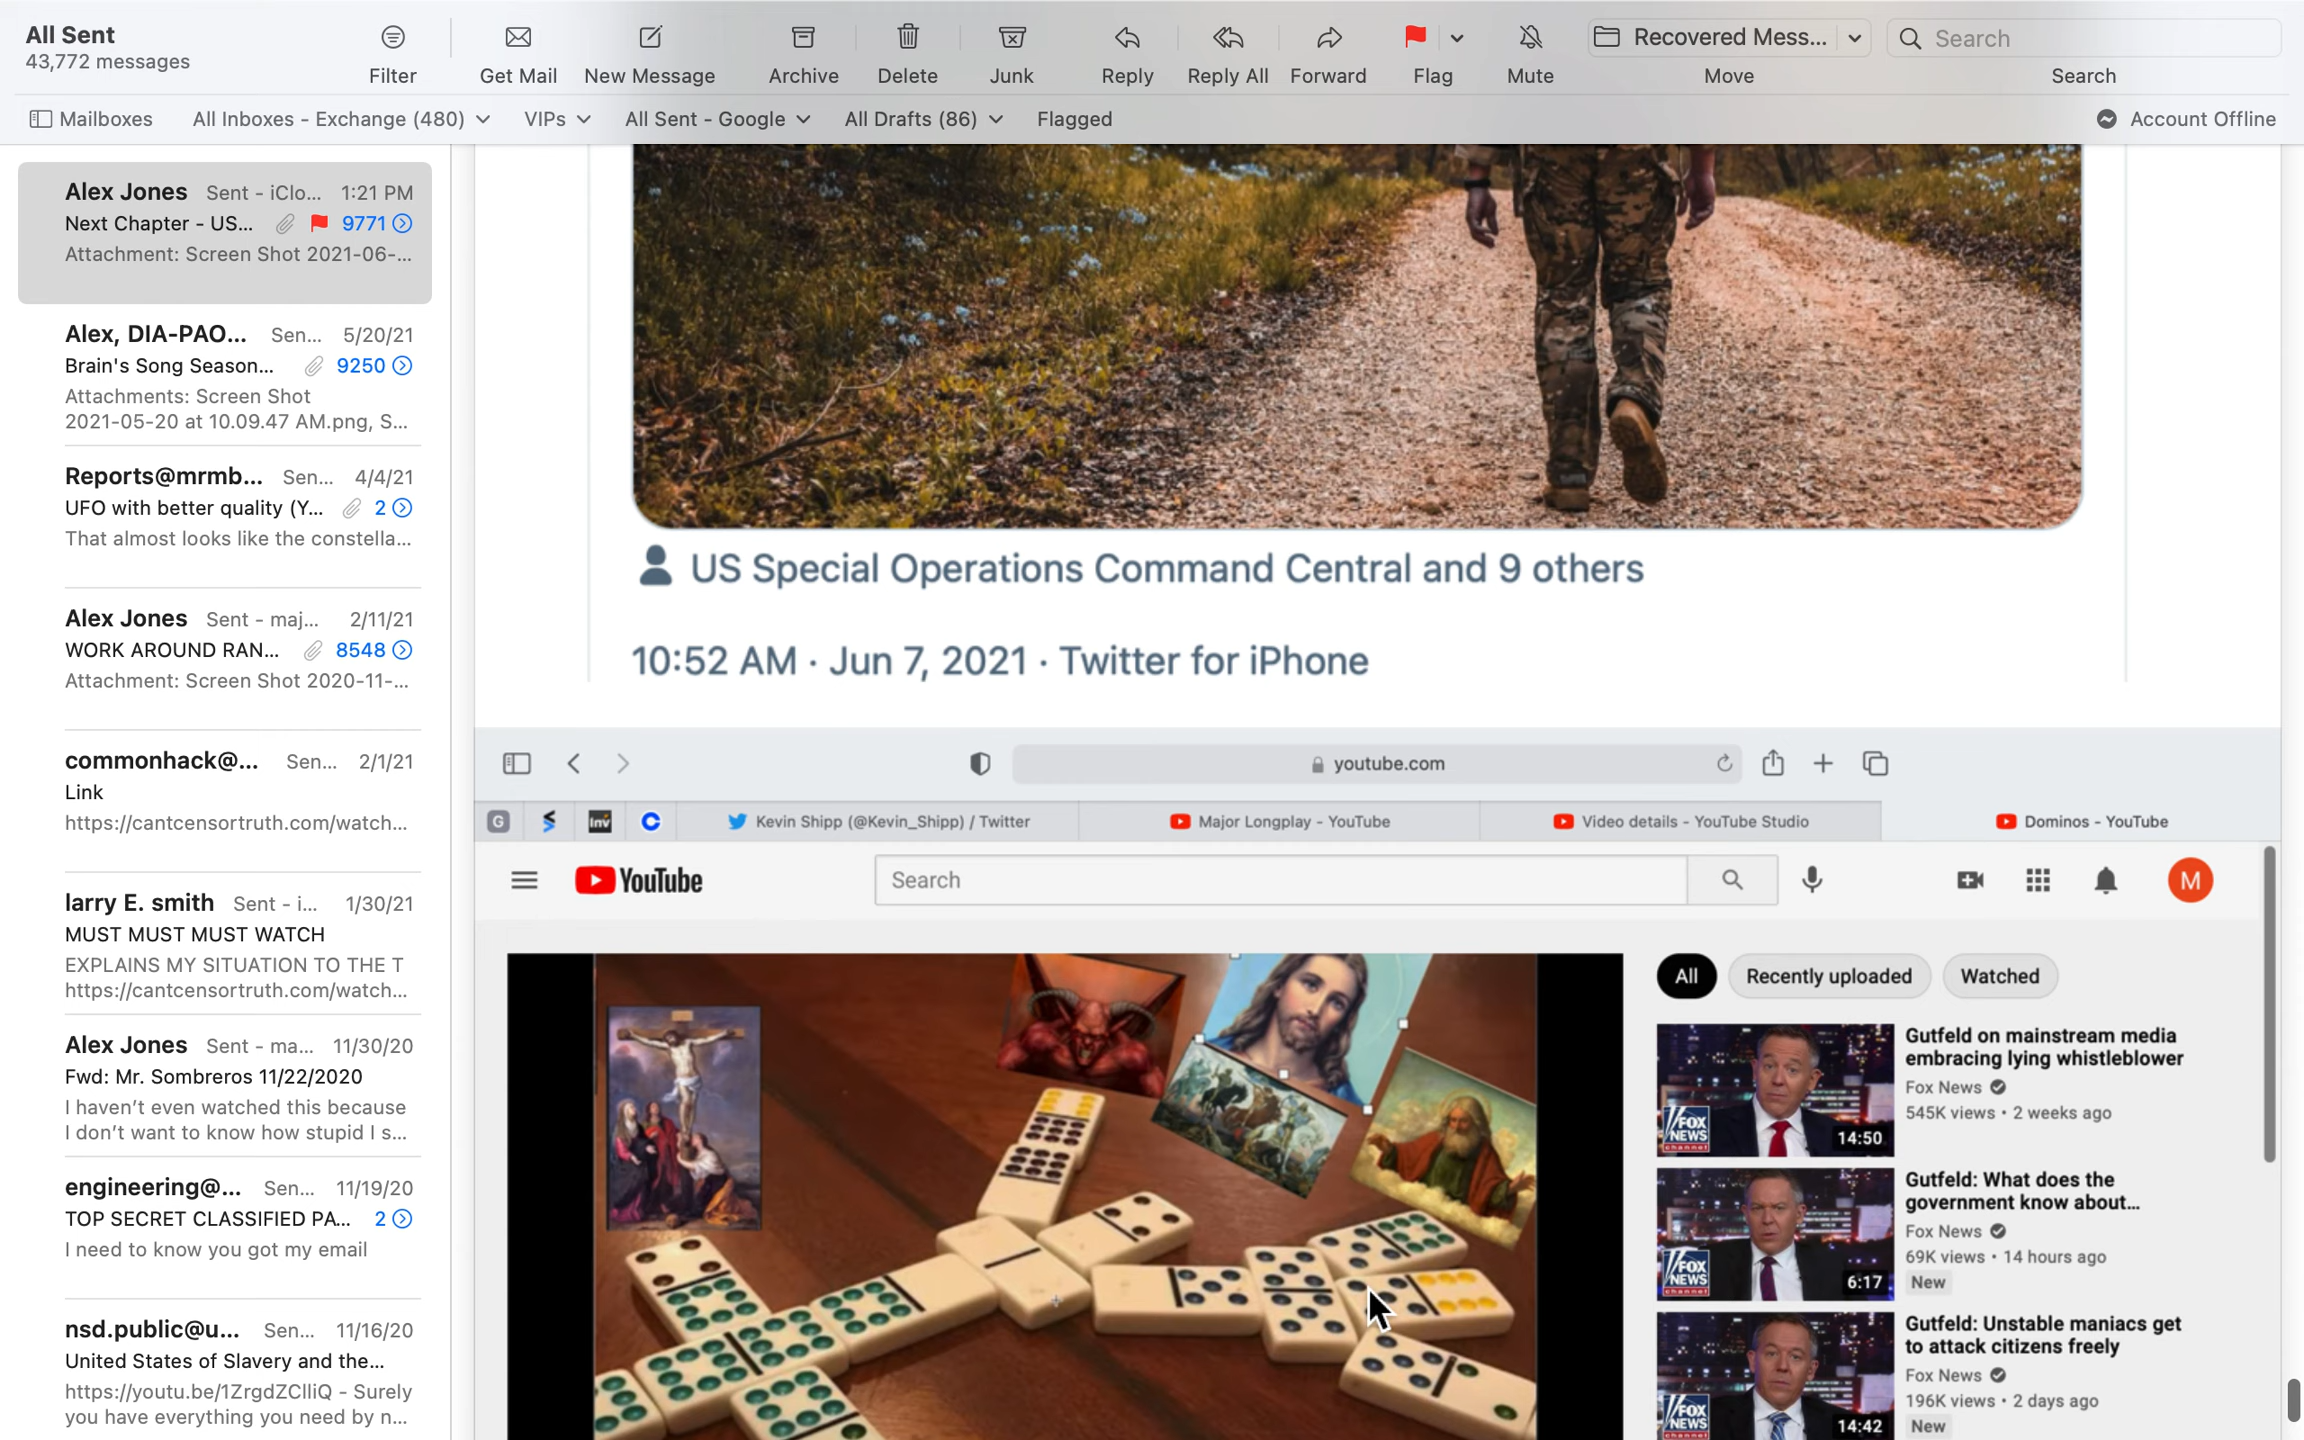 All Sent
43,772 messages
Filter
Get Mail
New Message
Archive
Delete
Junk
Reply
Reply All
Forward
Flag
Mute
Recovered Mess...
Move
Search
Search
Mailboxes
All Inboxes - Exchange (480)
VIPs
All Sent - Google
All Drafts (86)
Flagged
Account Offline
Alex Jones Sent - iClo... 1:21 PM
Next Chapter - US... 9771
Attachment: Screen Shot 2021-06-...
Alex, DIA-PAO... Sen... 5/20/21
Brain's Song Season... 9250
Attachments: Screen Shot
2021-05-20 at 10.09.47 AM.png, S...
Reports@mrmb... Sen... 4/4/21
UFO with better quality (Y... 2
That almost looks like the constella...
Alex Jones Sent - maj... 2/11/21
WORK AROUND RAN... 8548
Attachment: Screen Shot 2020-11-...
commonhack@... Sen... 2/1/21
Link
https://cantcensortruth.com/watch...
larry E. smith Sent - i... 1/30/21
MUST MUST MUST WATCH
EXPLAINS MY SITUATION TO THE T
https://cantcensortruth.com/watch...
Alex Jones Sent - ma... 11/30/20
Fwd: Mr. Sombreros 11/22/2020
I haven't even watched this because
I don't want to know how stupid I s...
engineering@... Sen... 11/19/20
TOP SECRET CLASSIFIED PA... 2
I need to know you got my email
nsd.public@u... Sen... 11/16/20
United States of Slavery and the...
https://youtu.be/1ZrgdZClliQ - Surely
you have everything you need by n...
US Special Operations Command Central and 9 others
10:52 AM · Jun 7, 2021 · Twitter for iPhone
youtube.com
G
Inv
Kevin Shipp (@Kevin_Shipp) / Twitter
Major Longplay - YouTube
Video details - YouTube Studio
Dominos - YouTube
YouTube
Search
M
All
Recently uploaded
Watched
Gutfeld on mainstream media
embracing lying whistleblower
Fox News
545K views • 2 weeks ago
FOX
NEWS
channel
14:50
Gutfeld: What does the
government know about...
Fox News
69K views • 14 hours ago
New
FOX
NEWS
channel
6:17
Gutfeld: Unstable maniacs get
to attack citizens freely
Fox News
196K views • 2 days ago
New
FOX
NEWS
14:42